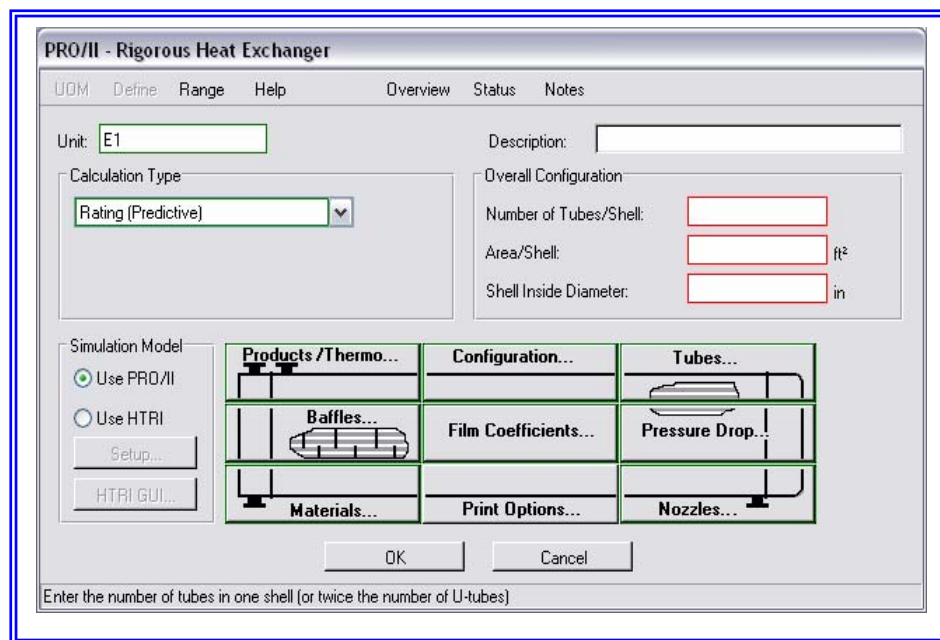 PRO/II - Rigorous Heat Exchanger
UOM Define Range Help Overview Status Notes
Unit: E1 Description:
Calculation Type Overall Configuration
Rating (Predictive) Number of Tubes/Shell:
Area/Shell: ft²
Shell Inside Diameter: in
Simulation Model Products /Thermo... Configuration... Tubes...
Use PRO/II
Use HTRI Baffles... Film Coefficients... Pressure Drop...
Setup...
HTRI GUI... Materials... Print Options... Nozzles...
OK Cancel
Enter the number of tubes in one shell (or twice the number of U-tubes)